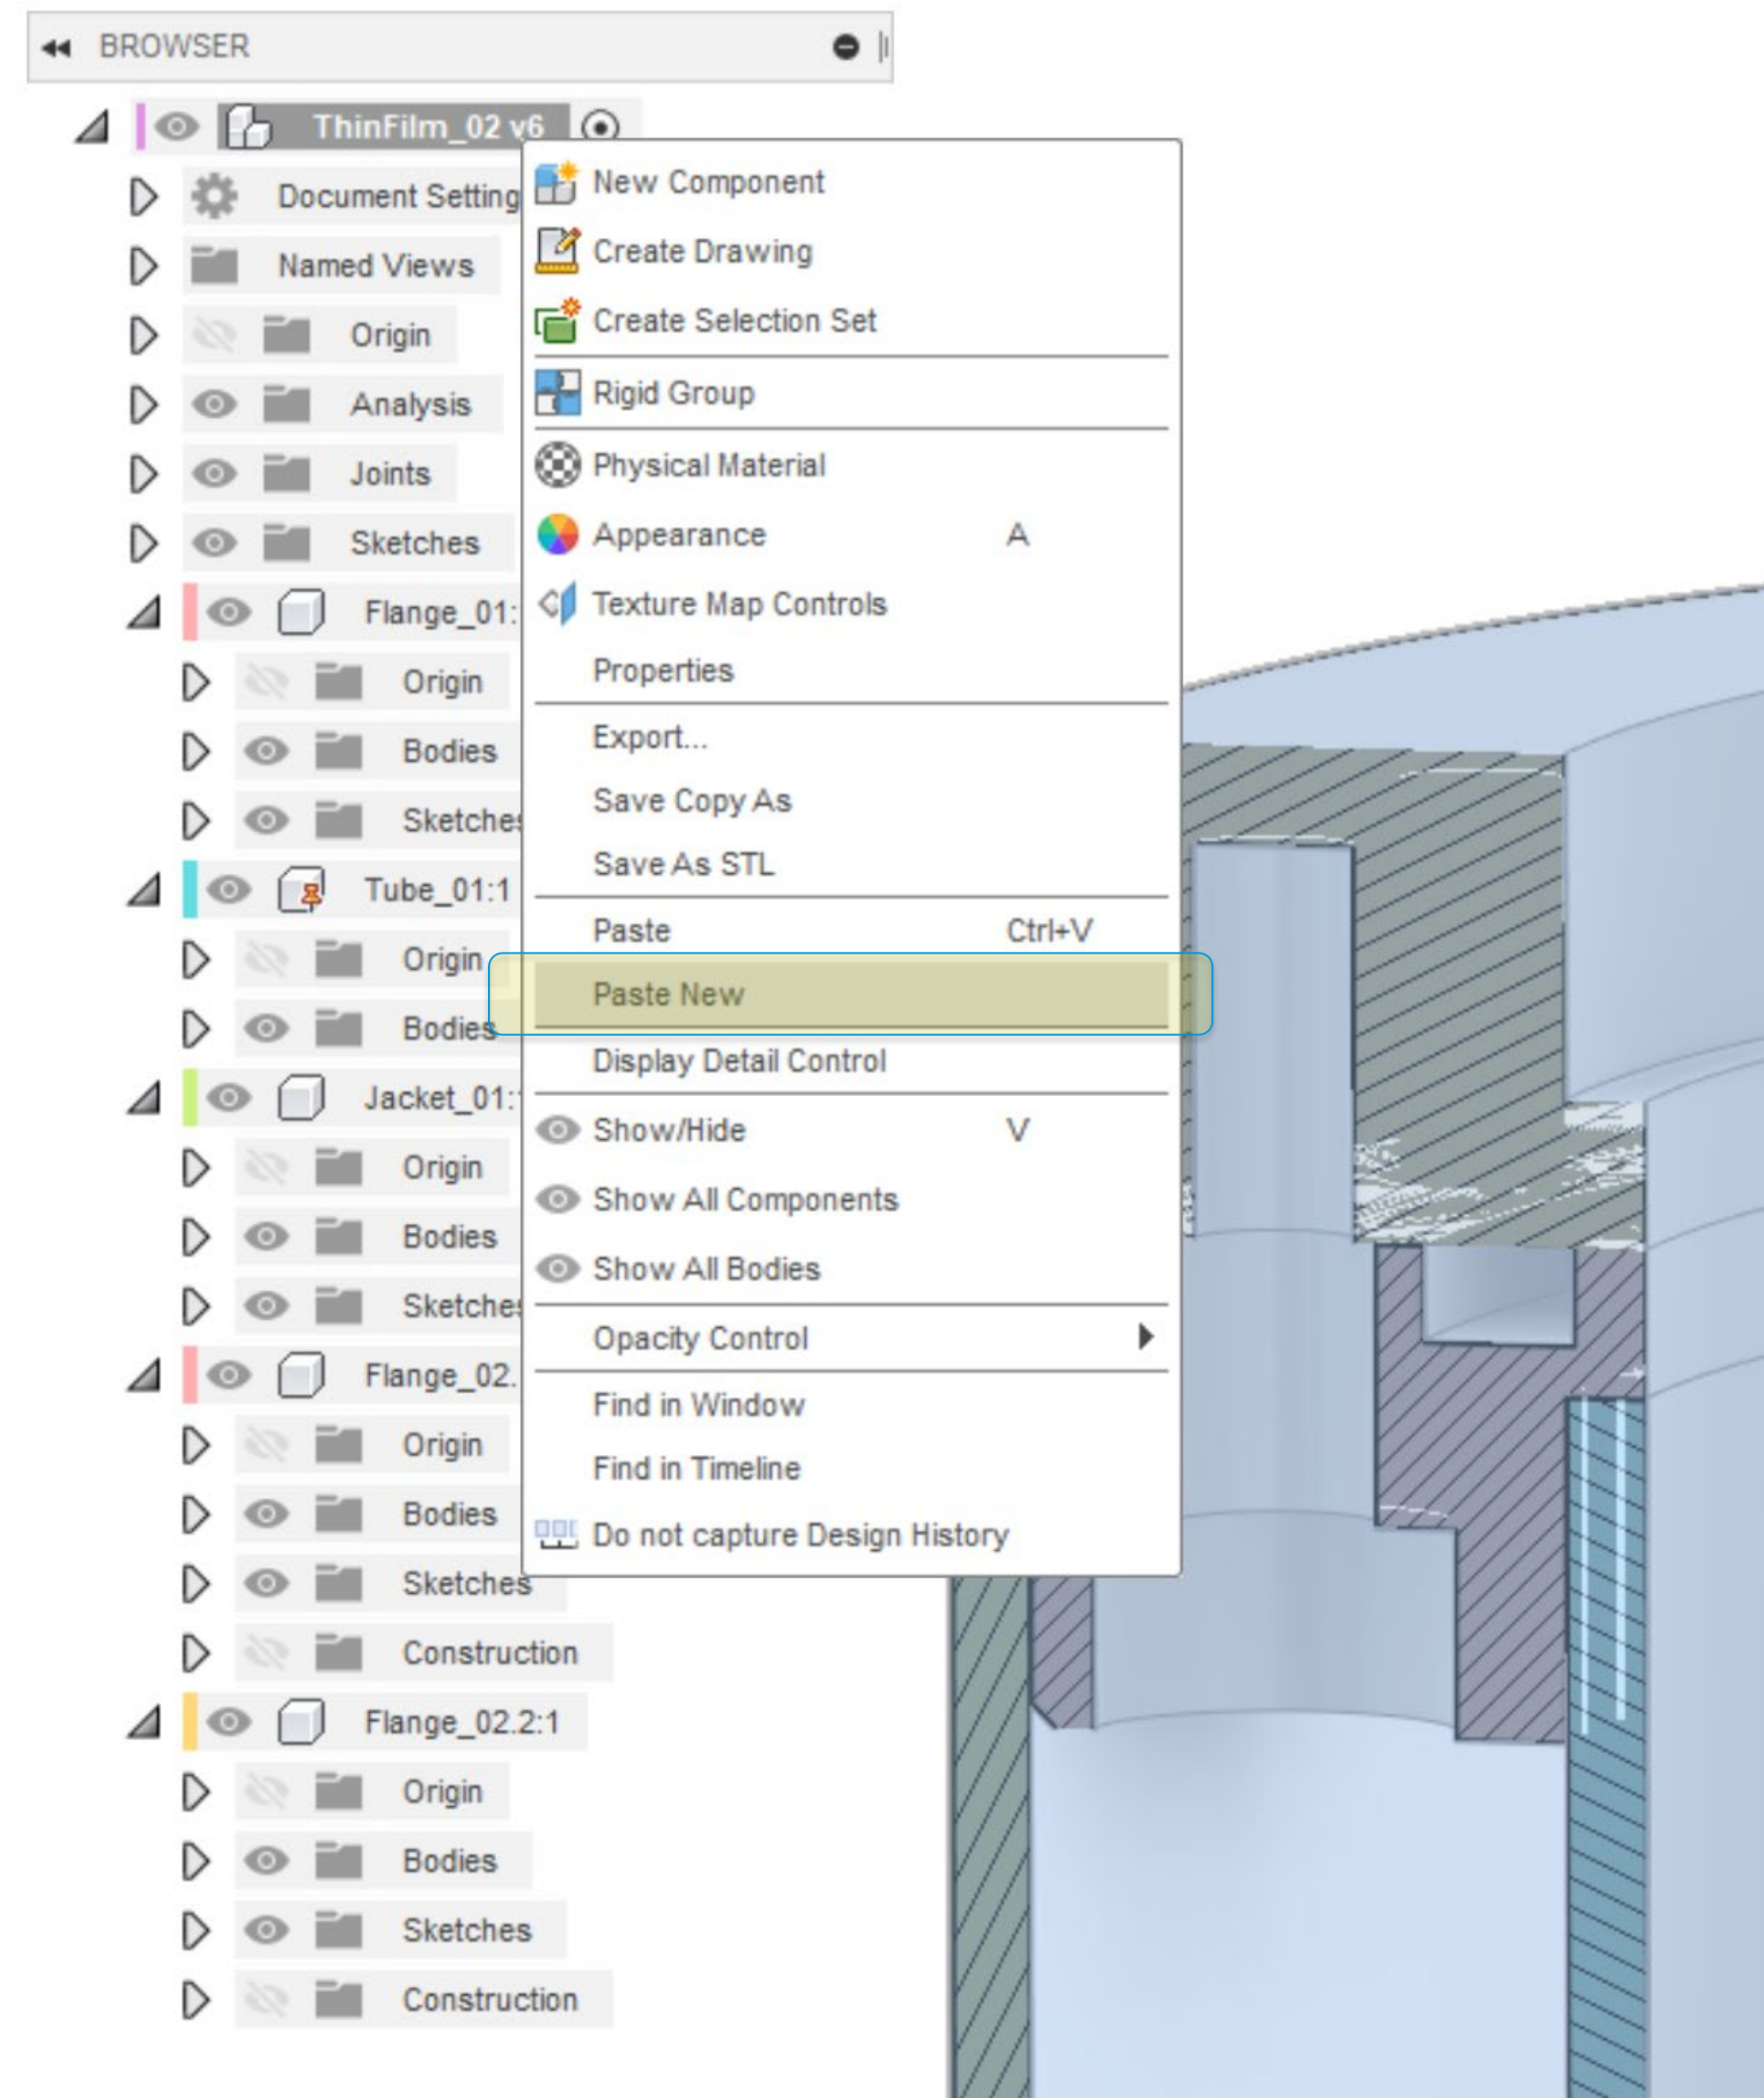 BROWSER
ThinFilm_02 v6
Document Setting
Named Views
Origin
Analysis
Joints
Sketches
Flange_01:
Origin
Bodies
Sketches
Tube_01:1
Origin
Bodies
Jacket_01:
Origin
Bodies
Sketches
Flange_02.
Origin
Bodies
Sketches
Construction
Flange_02.2:1
Origin
Bodies
Sketches
Construction
New Component
Create Drawing
Create Selection Set
Rigid Group
Physical Material
Appearance A
Texture Map Controls
Properties
Export...
Save Copy As
Save As STL
Paste Ctrl+V
Paste New
Display Detail Control
Show/Hide V
Show All Components
Show All Bodies
Opacity Control
Find in Window
Find in Timeline
Do not capture Design History